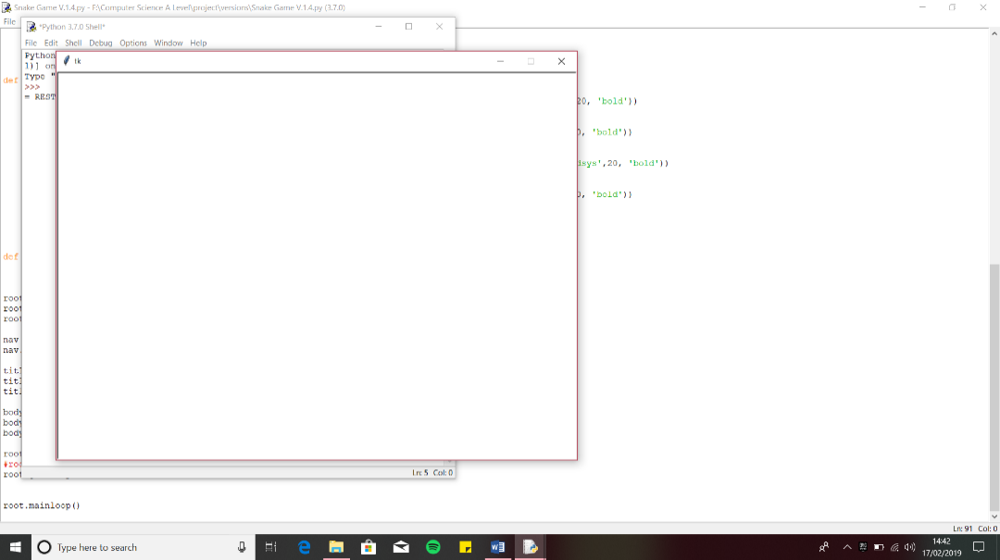 Snake Game V.1.4.py - F:\Computer Science A Level\project\versions\Snake Game V.1.4.py (3.7.0)
File
*Python 3.7.0 Shell*
File Edit Shell Debug Options Window Help
Python
1)] on
Type "
>>>
= REST
tk
def
20, 'bold'))
0, 'bold'))
dsys',20, 'bold'))
0, 'bold'))
def
root
root
root
nav
nav.
titl
titl
titl
body
body
body
root
#roo
root
Ln: 5 Col: 0
root.mainloop()
Ln: 91 Col: 0
Type here to search
14:42
17/02/2019